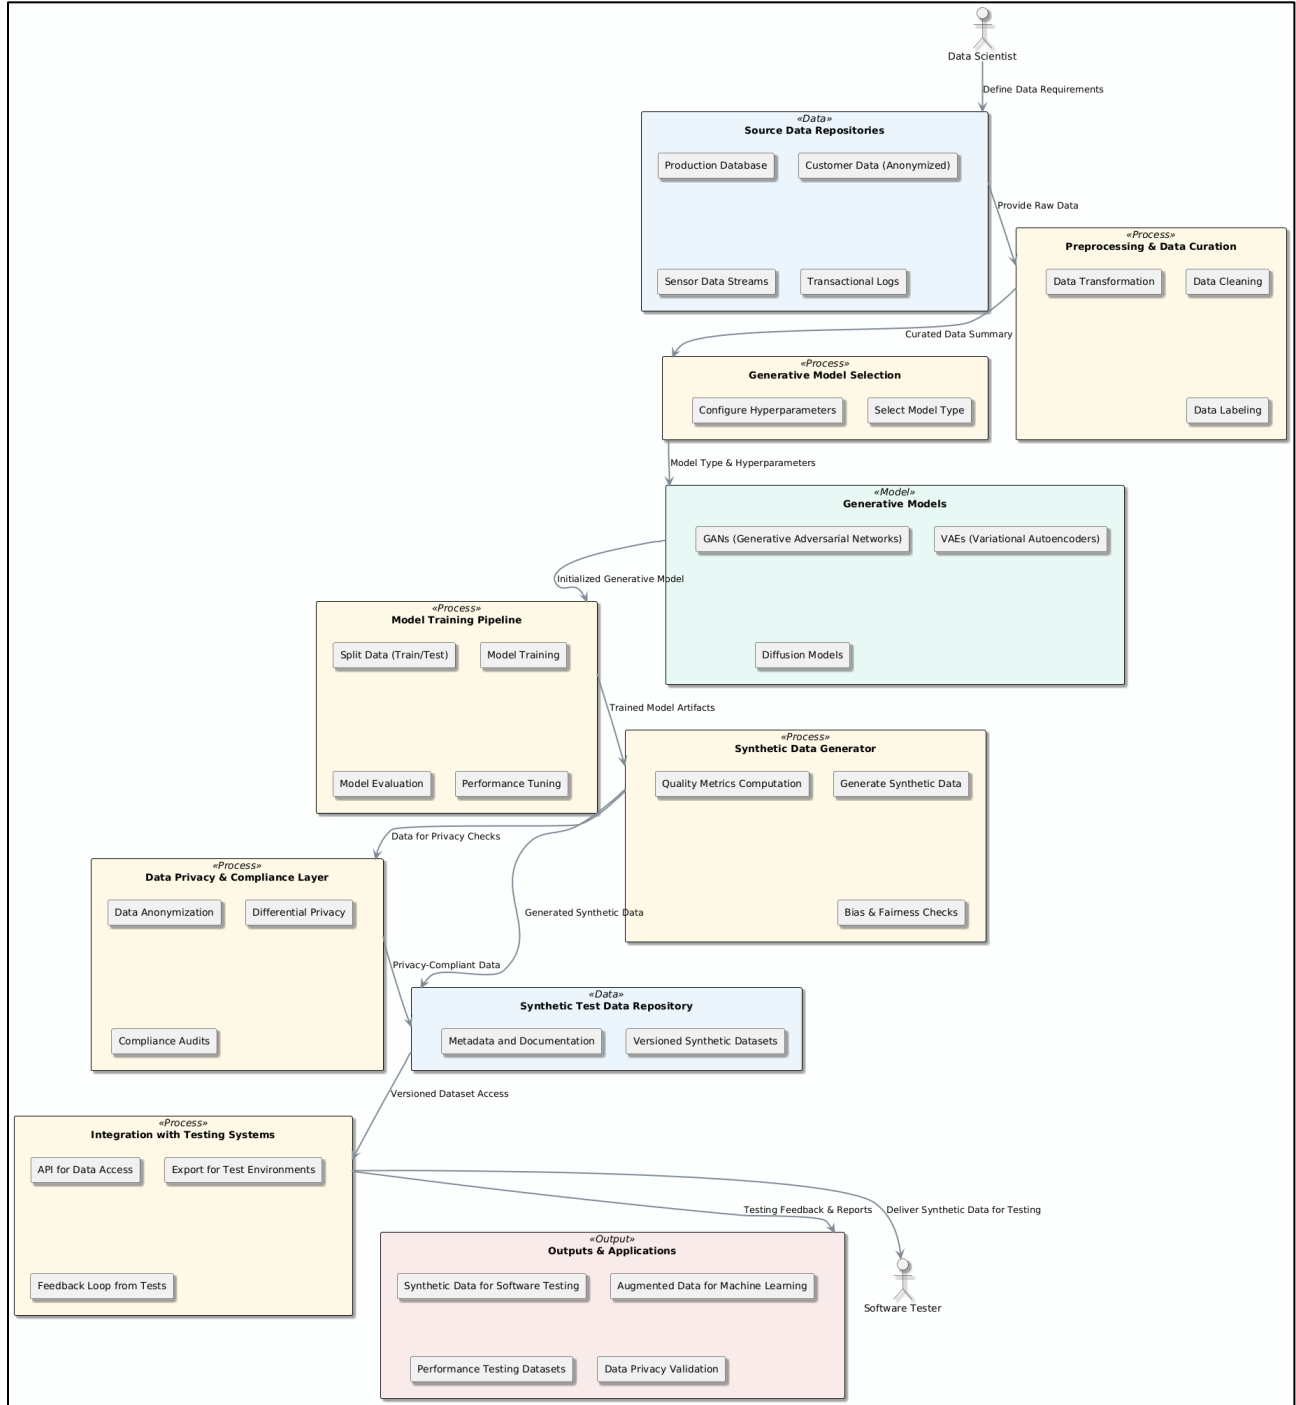 Data Scientist
Define Data Requirements
«Data»
Source Data Repositories
Production Database
Customer Data (Anonymized)
Sensor Data Streams
Transactional Logs
Provide Raw Data
«Process»
Preprocessing & Data Curation
Data Transformation
Data Cleaning
Data Labeling
Curated Data Summary
«Process»
Generative Model Selection
Configure Hyperparameters
Select Model Type
Model Type & Hyperparameters
«Model»
Generative Models
GANs (Generative Adversarial Networks)
VAEs (Variational Autoencoders)
Diffusion Models
Initialized Generative Model
«Process»
Model Training Pipeline
Split Data (Train/Test)
Model Training
Model Evaluation
Performance Tuning
Trained Model Artifacts
«Process»
Synthetic Data Generator
Quality Metrics Computation
Generate Synthetic Data
Bias & Fairness Checks
Data for Privacy Checks
«Process»
Data Privacy & Compliance Layer
Data Anonymization
Differential Privacy
Compliance Audits
Generated Synthetic Data
Privacy-Compliant Data
«Data»
Synthetic Test Data Repository
Metadata and Documentation
Versioned Synthetic Datasets
Versioned Dataset Access
«Process»
Integration with Testing Systems
API for Data Access
Export for Test Environments
Feedback Loop from Tests
Testing Feedback & Reports
Deliver Synthetic Data for Testing
«Output»
Outputs & Applications
Synthetic Data for Software Testing
Augmented Data for Machine Learning
Performance Testing Datasets
Data Privacy Validation
Software Tester